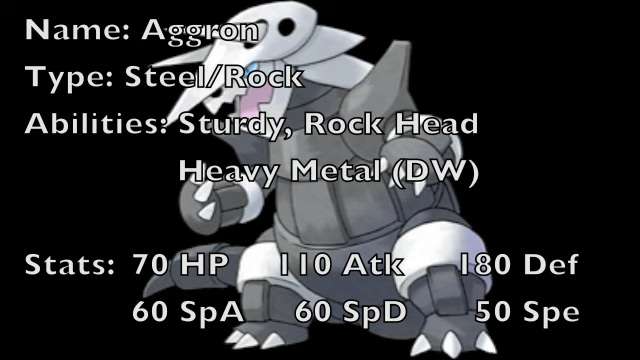 Name: Aggron
Type: Steel/Rock
Abilities: Sturdy, Rock Head
Heavy Metal (DW)
Stats: 70 HP 110 Atk 180 Def
60 SpA 60 SpD 50 Spe